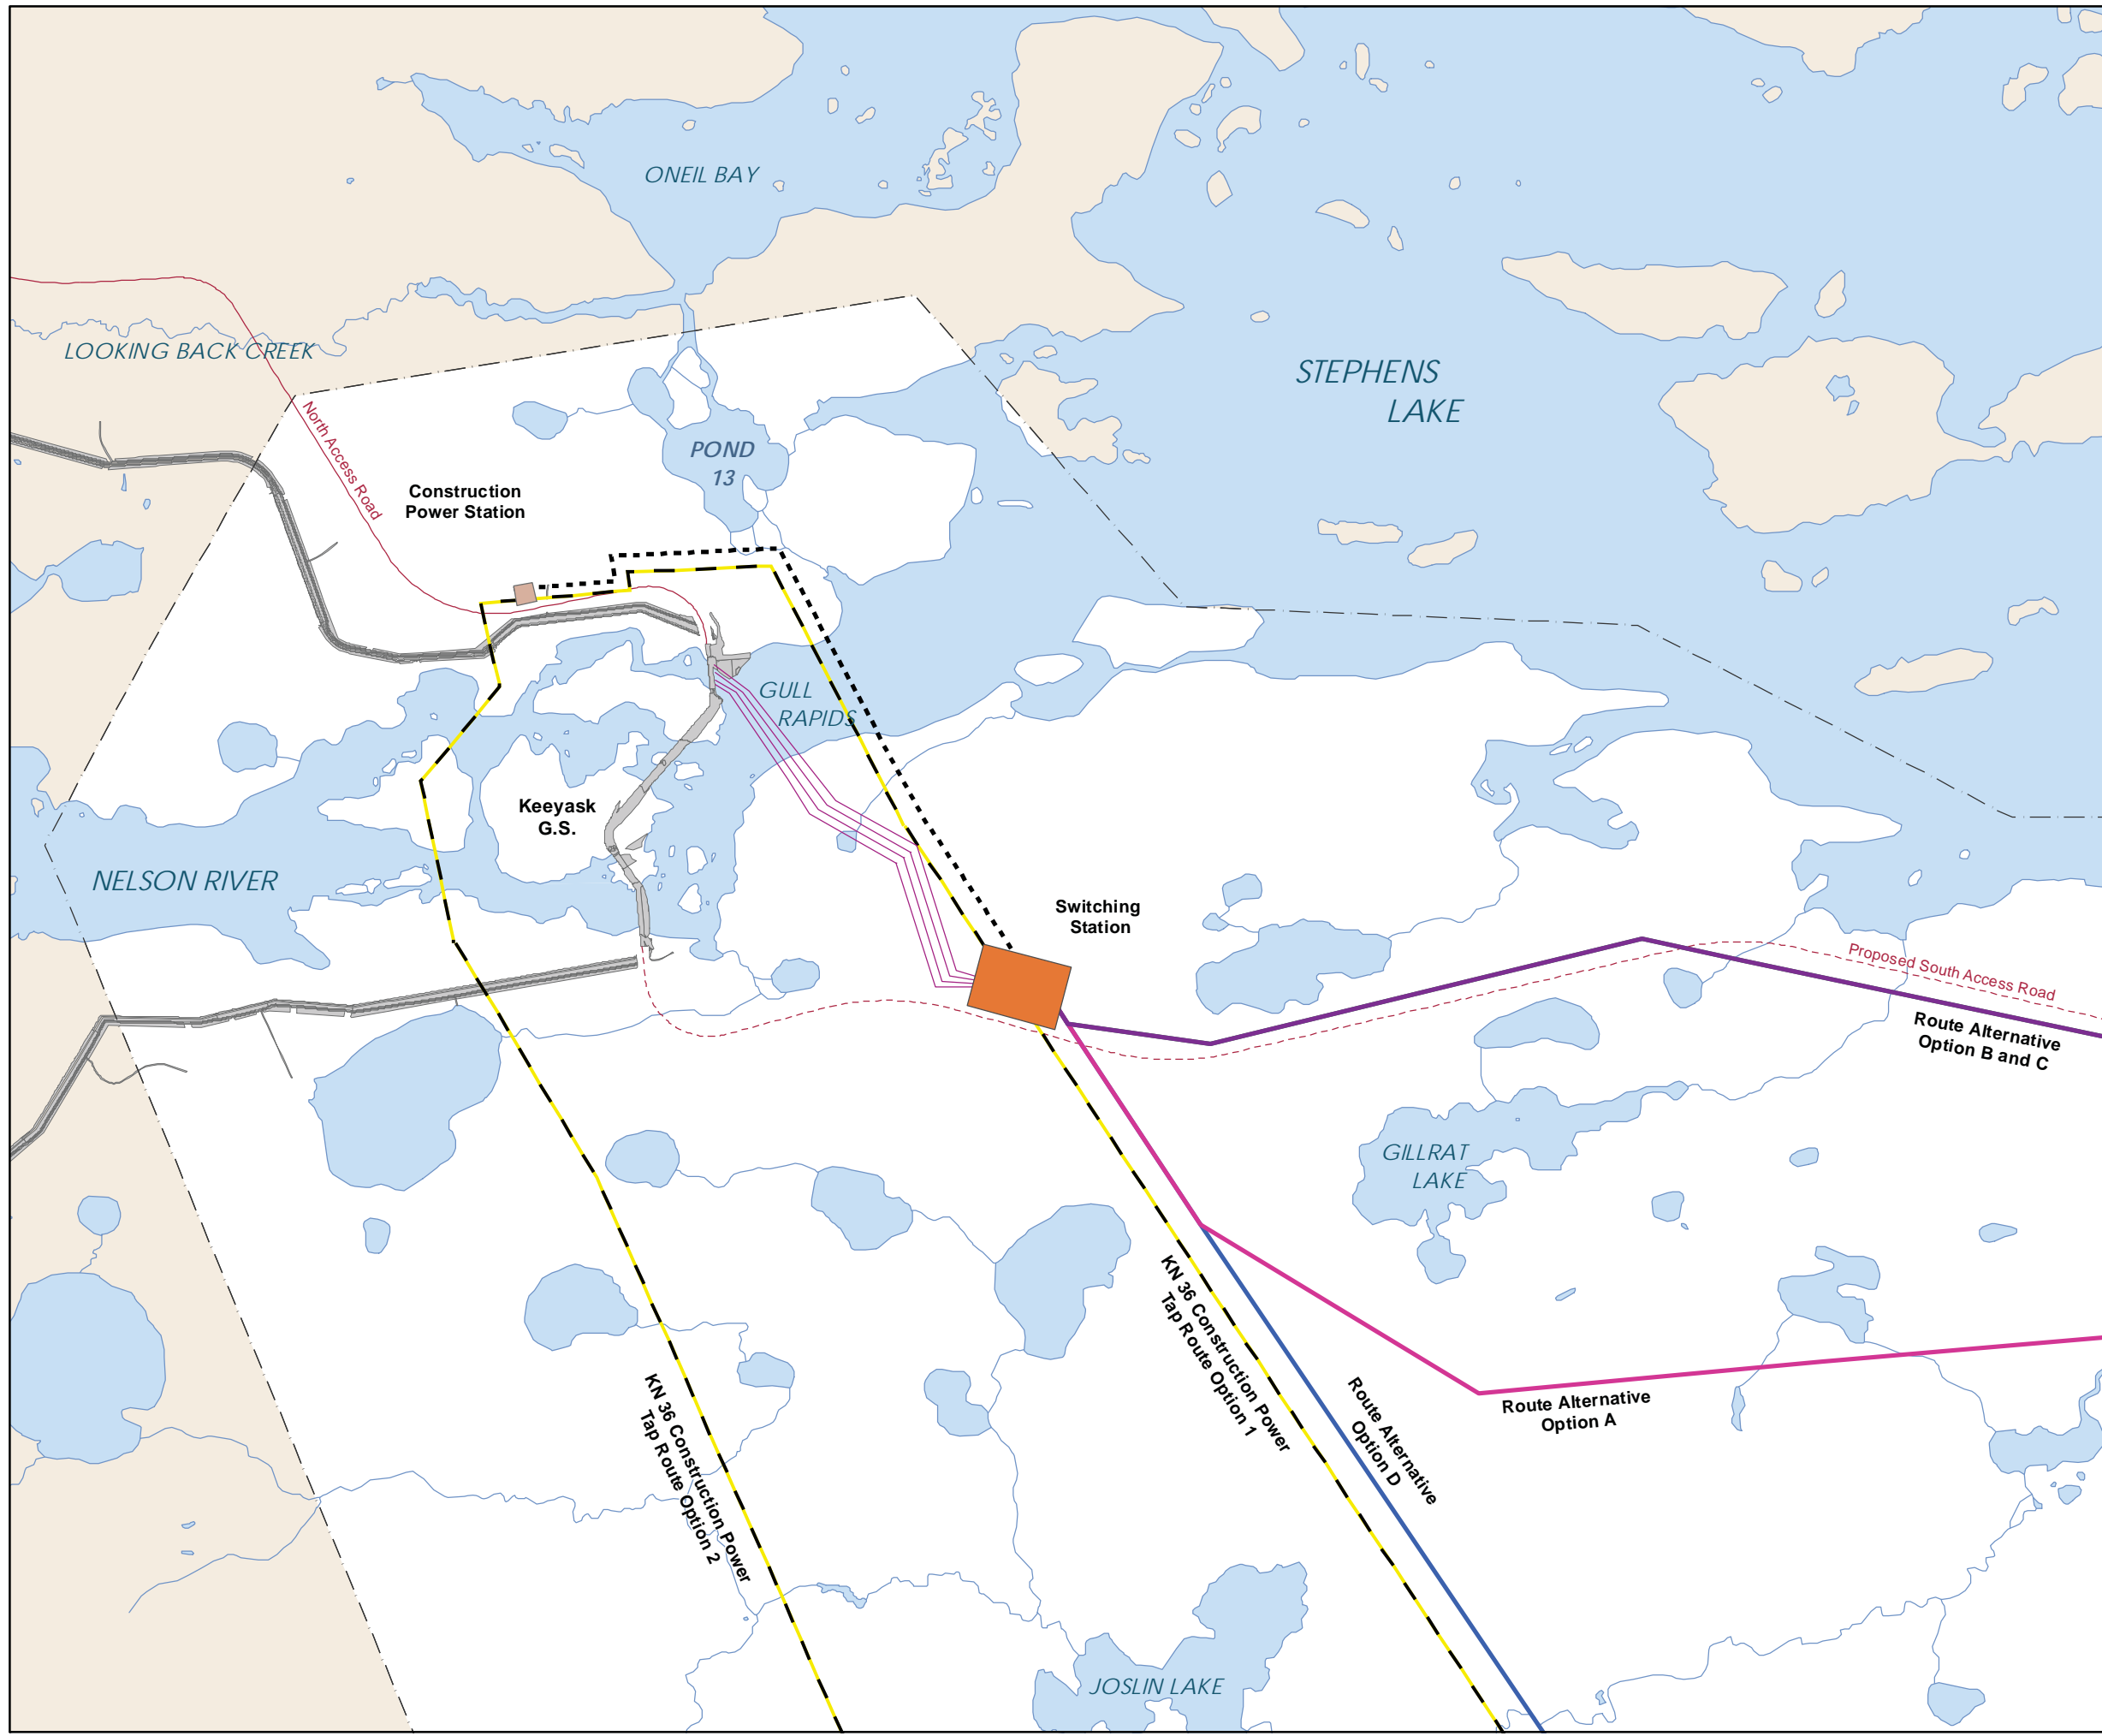 ONEIL BAY
LOOKING BACK CREEK
STEPHENS
LAKE
North Access Road
POND
13
Construction
Power Station
GULL
RAPIDS
Keeyask
G.S.
NELSON RIVER
Switching
Station
Proposed South Access Road
Route Alternative
Option B and C
GILLRAT
LAKE
KN 36 Construction Power
Tap Route Option 1
Route Alternative
Option D
Route Alternative
Option A
KN 36 Construction Power
Tap Route Option 2
JOSLIN LAKE